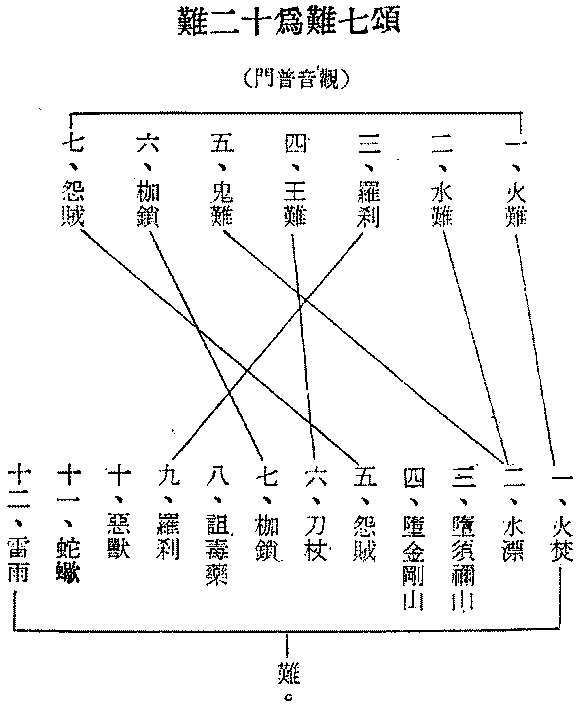 頌七難爲十二難
（觀音普門）
一、火難
二、水難
三、羅刹
四、王難
五、鬼難
六、枷鎖
七、怨賊
一、火焚
二、水漂
三、墮須禰山
四、墮金剛山
五、怨賊
六、刀杖
七、枷鎖
八、詛毒藥
九、羅刹
十、惡獸
十一、蛇蠍
十二、雷雨
難。